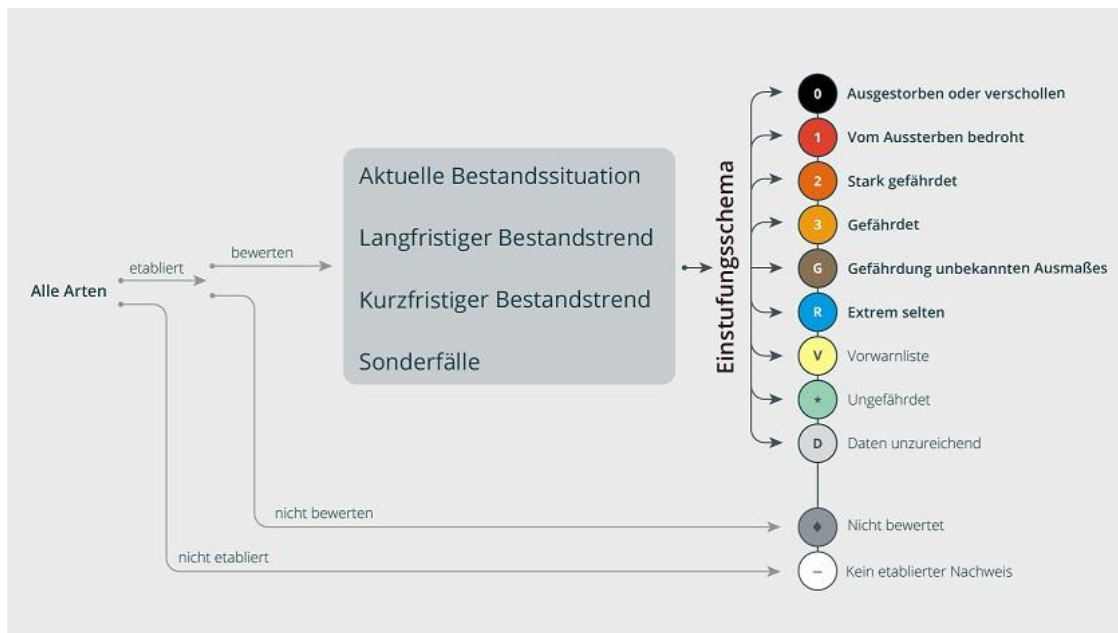 Alle Arten
etabliert
bewerten
nicht bewerten
nicht etabliert
Aktuelle Bestandssituation
Langfristiger Bestandstrend
Kurzfristiger Bestandstrend
Sonderfälle
Einstufungsschema
0 Ausgestorben oder verschollen
1 Vom Aussterben bedroht
2 Stark gefährdet
3 Gefährdet
G Gefährdung unbekannten Ausmaßes
R Extrem selten
V Vorwarnliste
* Ungefährdet
D Daten unzureichend
♦ Nicht bewertet
– Kein etablierter Nachweis